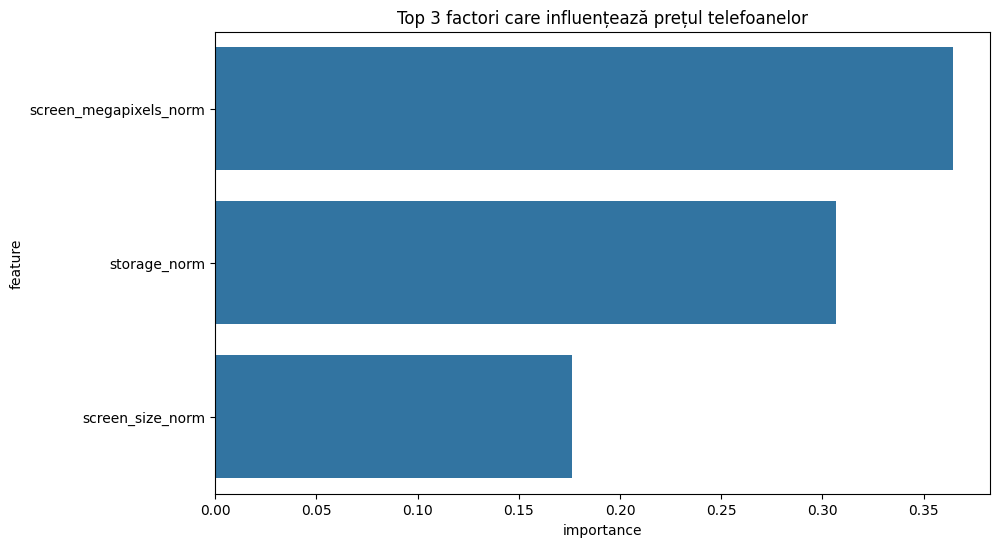 Top 3 factori care influențează prețul telefoanelor
feature
screen_megapixels_norm
storage_norm
screen_size_norm
0.00 0.05 0.10 0.15 0.20 0.25 0.30 0.35
importance